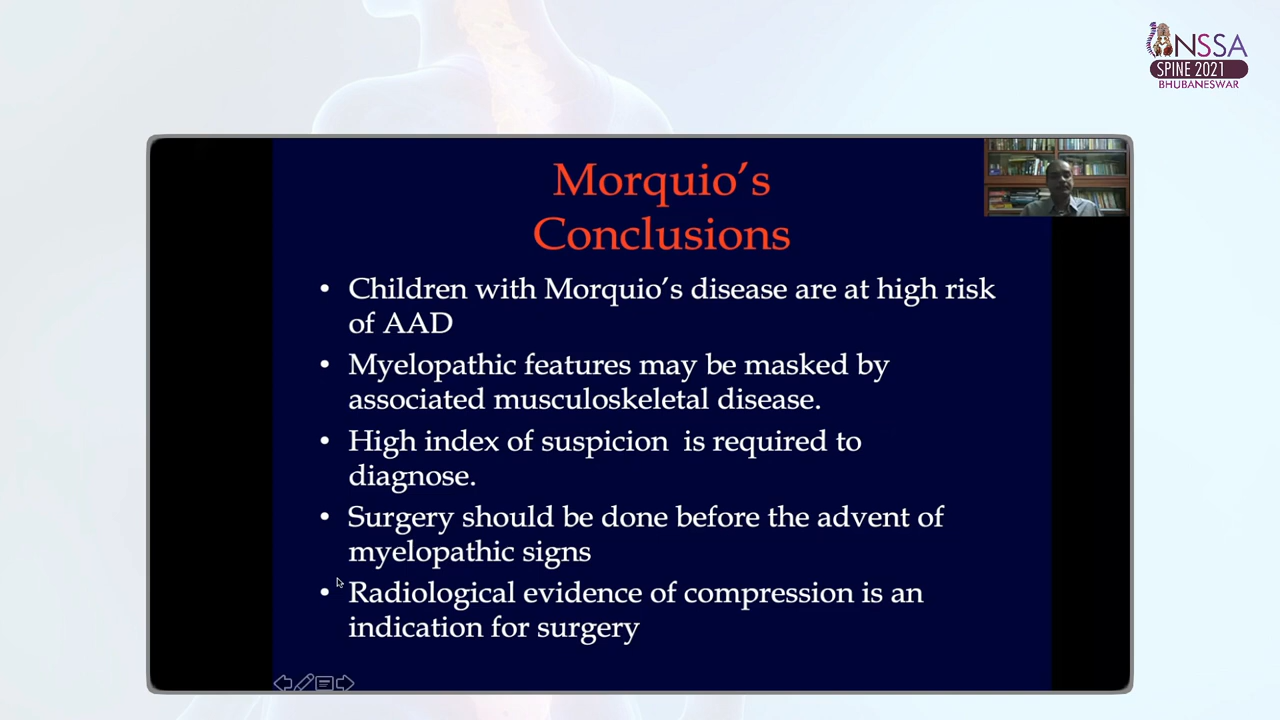 NSSA
SPINE 2021
BHUBANESWAR
Morquio’s
Conclusions
• Children with Morquio’s disease are at high risk
of AAD
• Myelopathic features may be masked by
associated musculoskeletal disease.
• High index of suspicion  is required to
diagnose.
• Surgery should be done before the advent of
myelopathic signs
• Radiological evidence of compression is an
indication for surgery